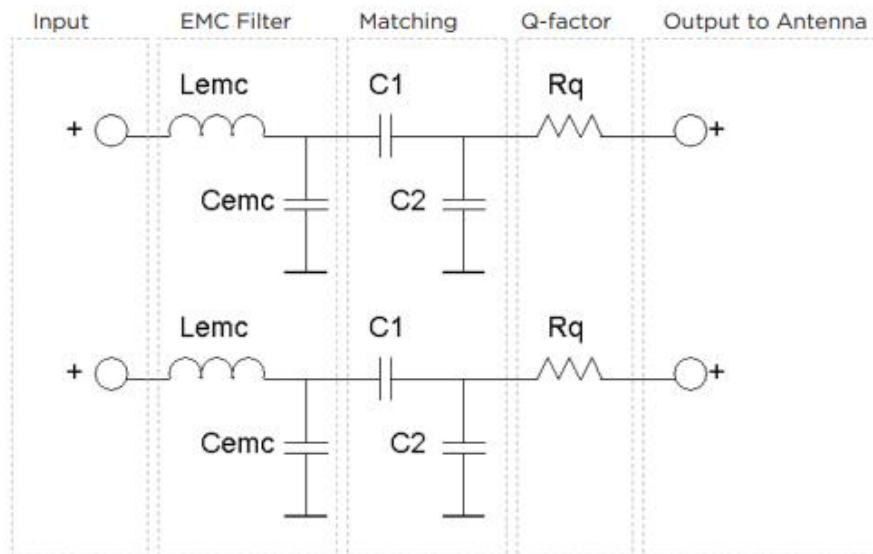 Input EMC Filter Matching Q-factor Output to Antenna
Lemc C1 Rq
+ +
Cemc C2
Lemc C1 Rq
+ +
Cemc C2